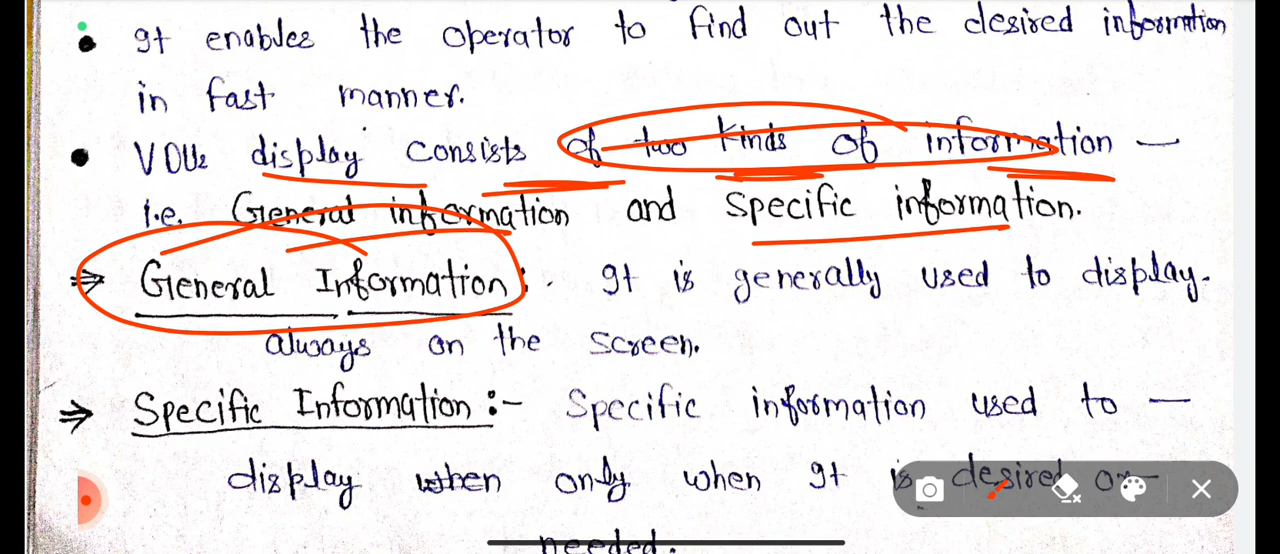 • It enables the operator to find out the desired information
in fast manner.
• VDUs display consists of two kinds of information —
i.e. General information and specific information.
⇒ General Information: It is generally used to display.
always on the screen.
⇒ Specific Information :- Specific information used to —
display when only when It is desired or —
needed.